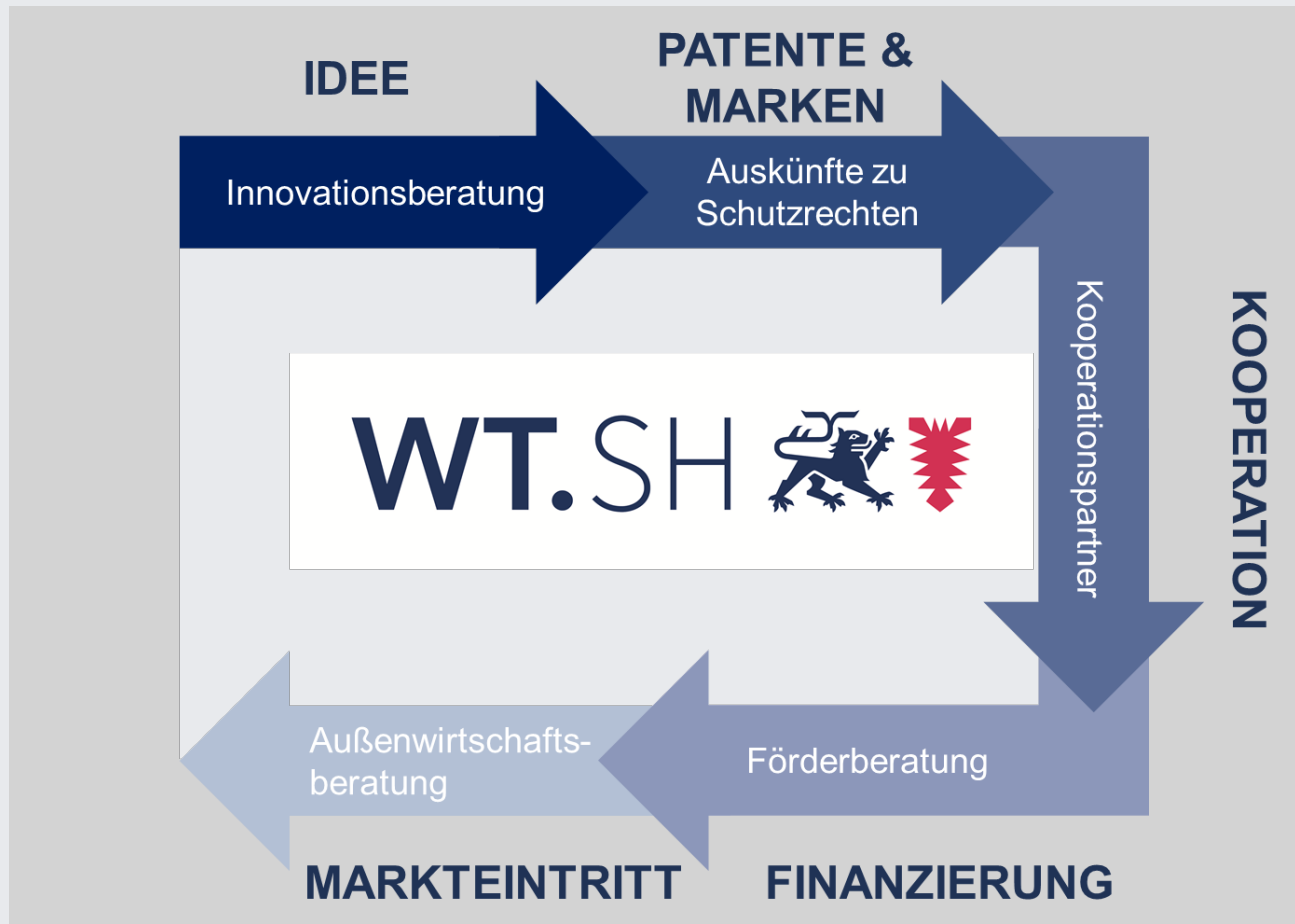 IDEE
Innovationsberatung
PATENTE &
MARKEN
Auskünfte zu
Schutzrechten
KOOPERATION
Kooperationspartner
WT.SH
Förderberatung
FINANZIERUNG
Außenwirtschafts-
beratung
MARKTEINTRITT